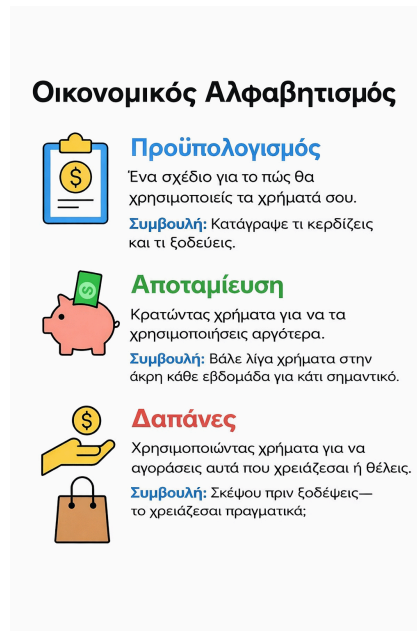 Οικονομικός Αλφαβητισμός
Προϋπολογισμός
Ένα σχέδιο για το πώς θα
χρησιμοποιείς τα χρήματά σου.
Συμβουλή: Κατάγραψε τι κερδίζεις
και τι ξοδεύεις.
Αποταμίευση
Κρατώντας χρήματα για να τα
χρησιμοποιήσεις αργότερα.
Συμβουλή: Βάλε λίγα χρήματα στην
άκρη κάθε εβδομάδα για κάτι σημαντικό.
Δαπάνες
Χρησιμοποιώντας χρήματα για να
αγοράσεις αυτά που χρειάζεσαι ή θέλεις.
Συμβουλή: Σκέψου πριν ξοδέψεις—
το χρειάζεσαι πραγματικά;